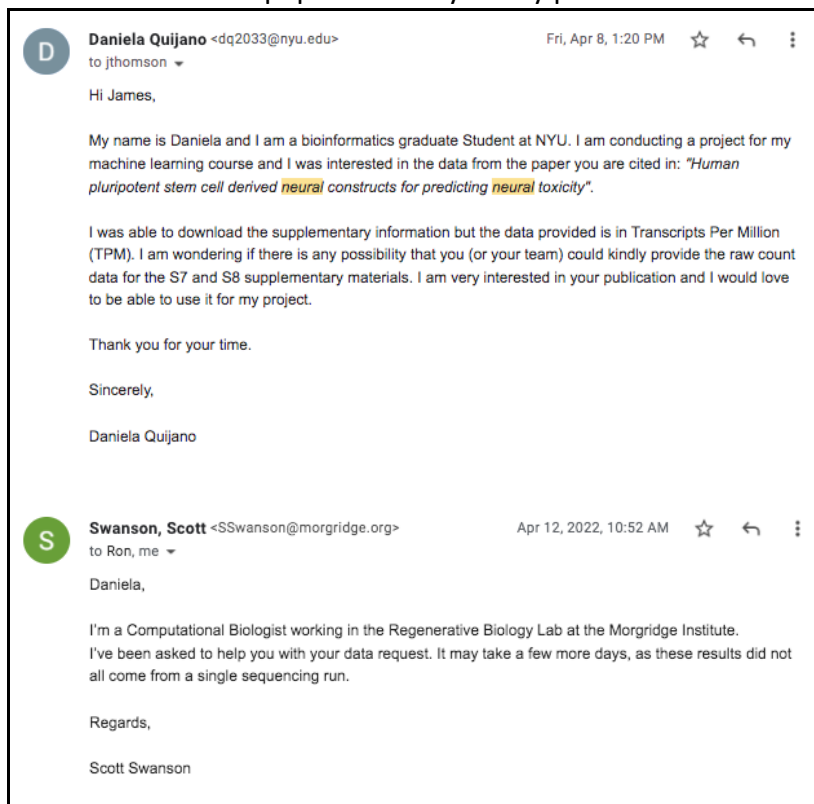 D
Daniela Quijano <dq2033@nyu.edu>
Fri, Apr 8, 1:20 PM
to jthomson
Hi James,
My name is Daniela and I am a bioinformatics graduate Student at NYU. I am conducting a project for my
machine learning course and I was interested in the data from the paper you are cited in: "Human
pluripotent stem cell derived neural constructs for predicting neural toxicity".
I was able to download the supplementary information but the data provided is in Transcripts Per Million
(TPM). I am wondering if there is any possibility that you (or your team) could kindly provide the raw count
data for the S7 and S8 supplementary materials. I am very interested in your publication and I would love
to be able to use it for my project.
Thank you for your time.
Sincerely,
Daniela Quijano
S
Swanson, Scott <SSwanson@morgridge.org>
Apr 12, 2022, 10:52 AM
to Ron, me
Daniela,
I'm a Computational Biologist working in the Regenerative Biology Lab at the Morgridge Institute.
I've been asked to help you with your data request. It may take a few more days, as these results did not
all come from a single sequencing run.
Regards,
Scott Swanson